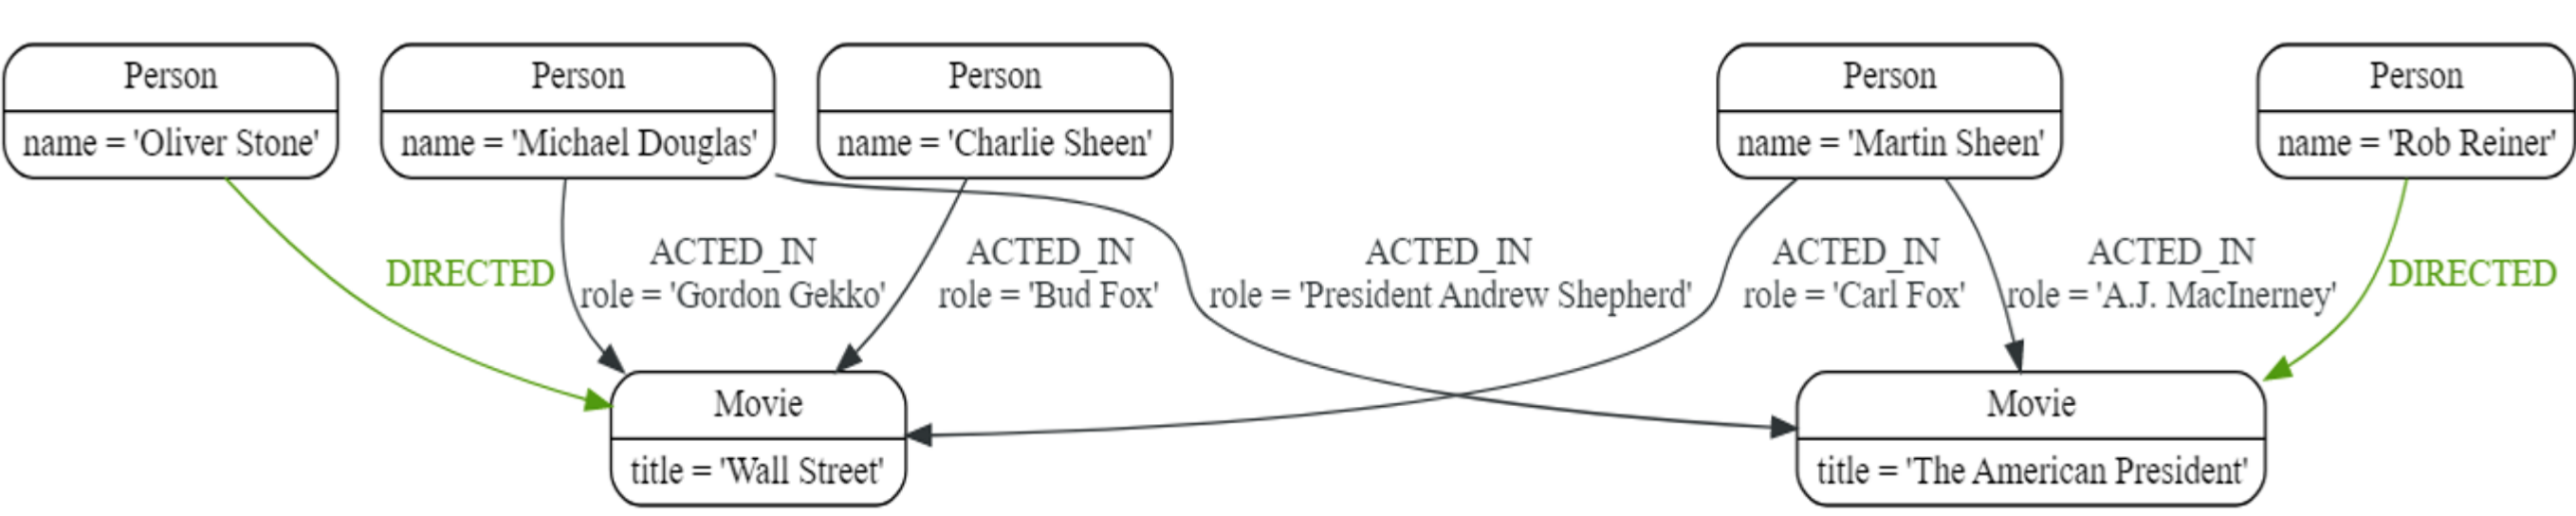 Person
name = 'Oliver Stone'
Person
name = 'Michael Douglas'
Person
name = 'Charlie Sheen'
Person
name = 'Martin Sheen'
Person
name = 'Rob Reiner'
DIRECTED
ACTED_IN
role = 'Gordon Gekko'
ACTED_IN
role = 'Bud Fox'
ACTED_IN
role = 'President Andrew Shepherd'
ACTED_IN
role = 'Carl Fox'
ACTED_IN
role = 'A.J. MacInerney'
DIRECTED
Movie
title = 'Wall Street'
Movie
title = 'The American President'